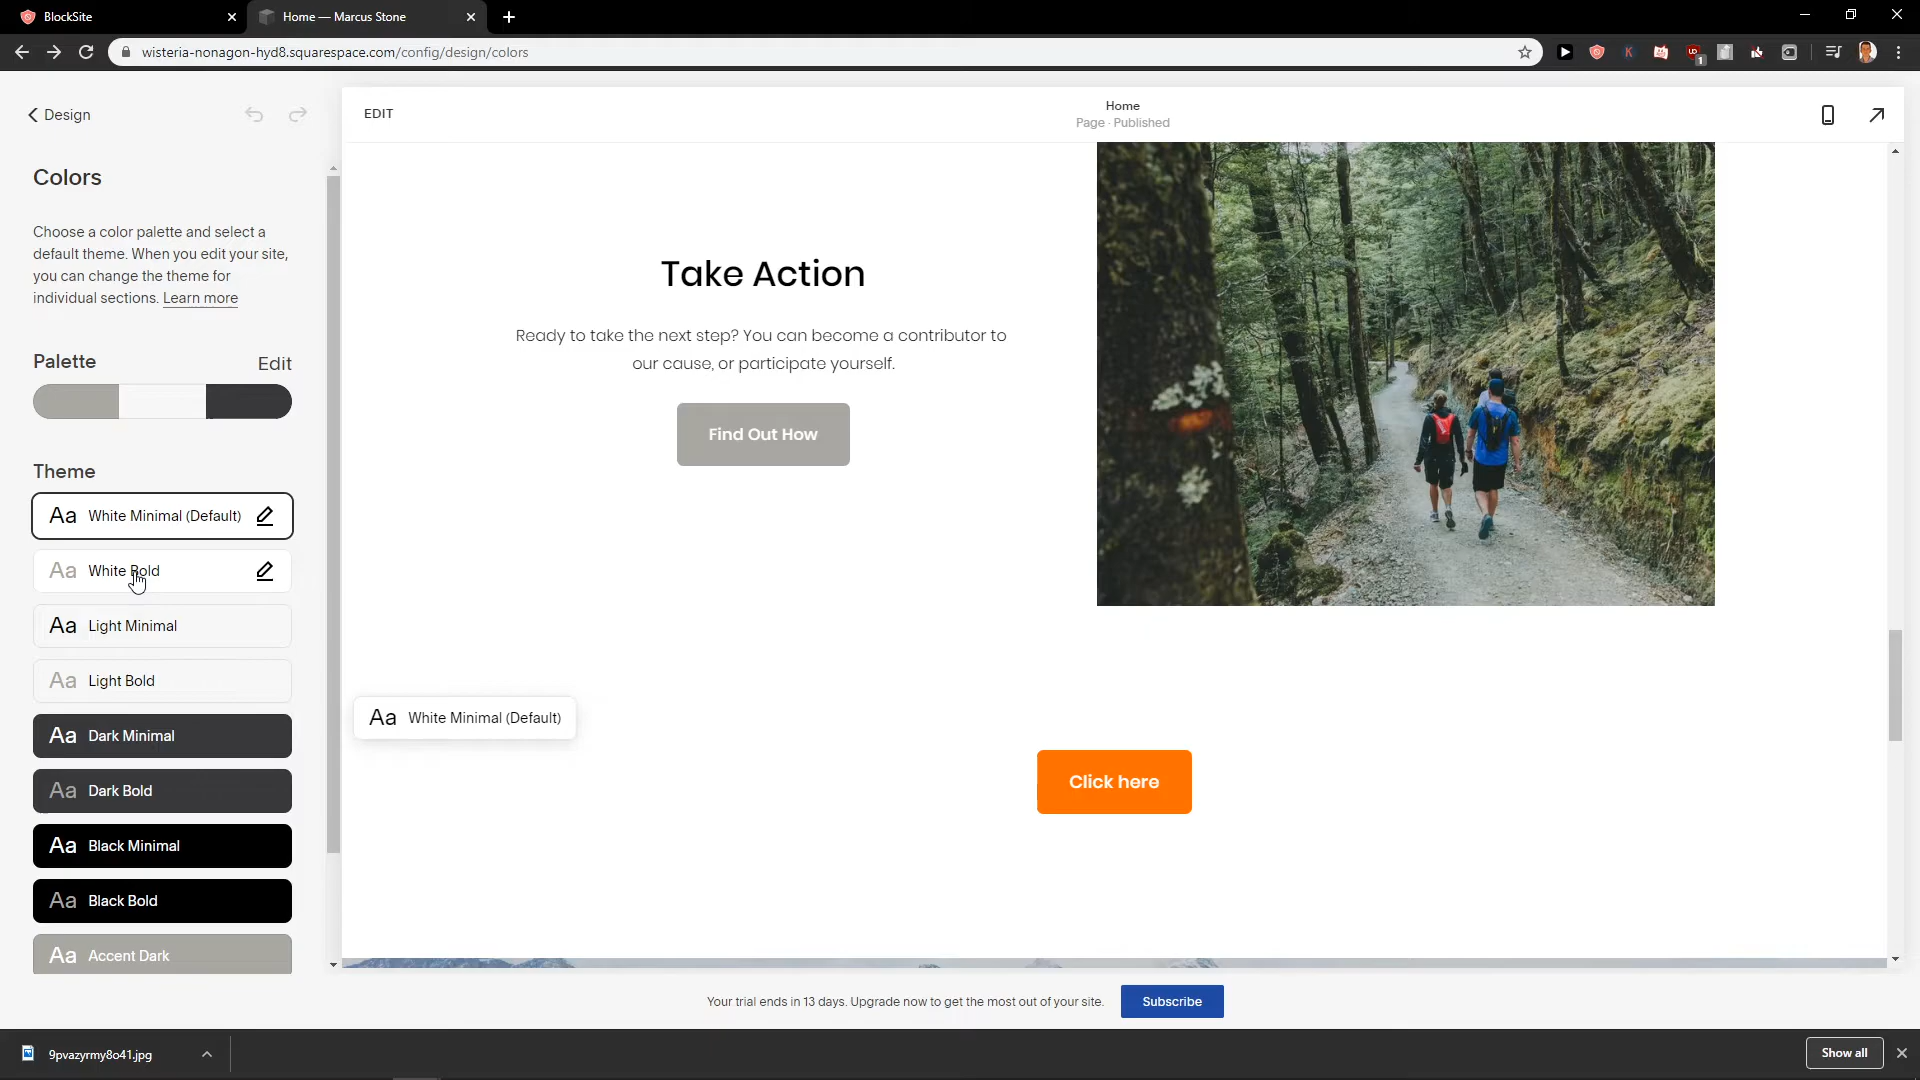 BlockSite
Home — Marcus Stone
wisteria-nonagon-hyd8.squarespace.com/config/design/colors
1
Design
EDIT
Home
Page · Published
Colors
Choose a color palette and select a
default theme. When you edit your site,
you can change the theme for
individual sections. Learn more
Palette
Edit
Theme
Aa White Minimal (Default)
Aa White Bold
Aa Light Minimal
Aa Light Bold
Aa Dark Minimal
Aa Dark Bold
Aa Black Minimal
Aa Black Bold
Aa Accent Dark
Take Action
Ready to take the next step? You can become a contributor to
our cause, or participate yourself.
Find Out How
Aa White Minimal (Default)
Click here
Your trial ends in 13 days. Upgrade now to get the most out of your site.
Subscribe
9pvazyrmy8o41.jpg
Show all